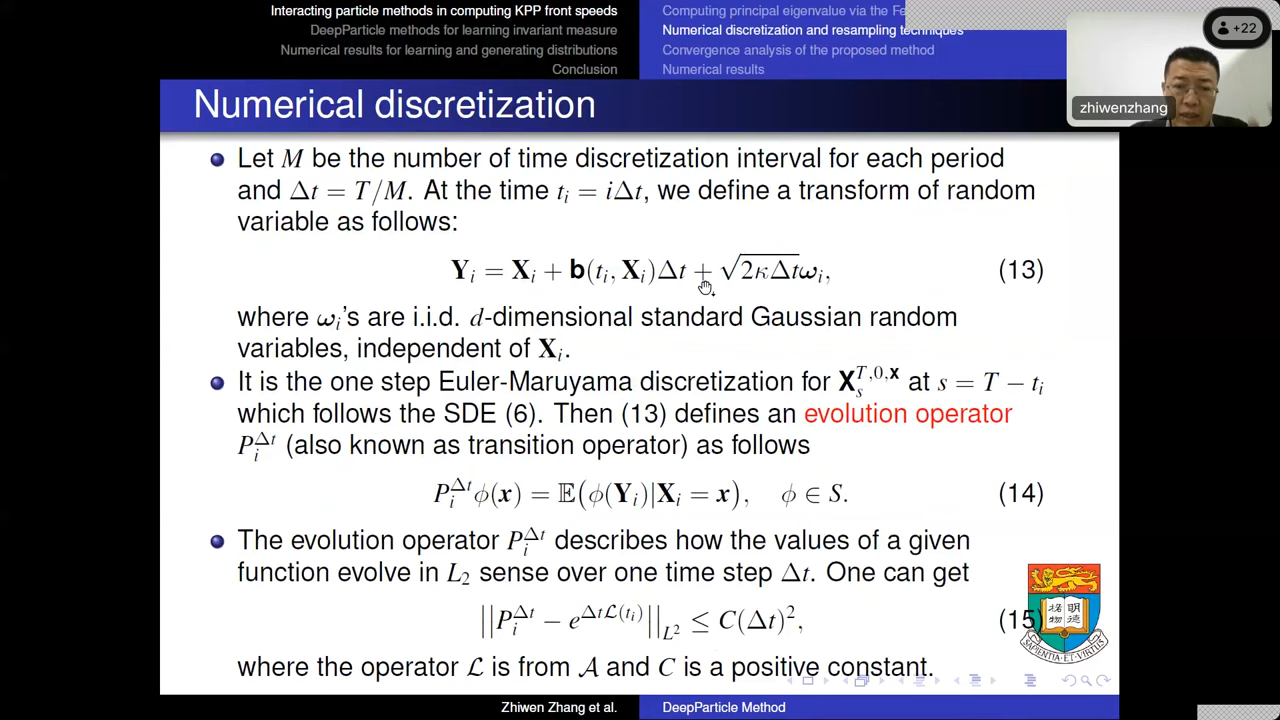 Interacting particle methods in computing KPP front speeds
DeepParticle methods for learning invariant measure
Numerical results for learning and generating distributions
Conclusion
Computing principal eigenvalue via the Fe
Numerical discretization and resampling techniques
Convergence analysis of the proposed method
Numerical results
+22
zhiwenzhang
Numerical discretization
Let M be the number of time discretization interval for each period
and Δt = T/M. At the time t_i = iΔt, we define a transform of random
variable as follows:
Y_i = X_i + b(t_i, X_i)Δt + √(2κΔt)ω_i, (13)
where ω_i's are i.i.d. d-dimensional standard Gaussian random
variables, independent of X_i.
It is the one step Euler-Maruyama discretization for X_s^{T,0,x} at s = T − t_i
which follows the SDE (6). Then (13) defines an evolution operator
P_i^{Δt} (also known as transition operator) as follows
P_i^{Δt}ϕ(x) = 𝔼(ϕ(Y_i)|X_i = x), ϕ ∈ S. (14)
The evolution operator P_i^{Δt} describes how the values of a given
function evolve in L_2 sense over one time step Δt. One can get
||P_i^{Δt} − e^{Δtℒ(t_i)}||_{L^2} ≤ C(Δt)^2, (15)
where the operator ℒ is from 𝒜 and C is a positive constant.
明德
格物
SAPIENTIA·ET·VIRTUS
Zhiwen Zhang et al.
DeepParticle Method